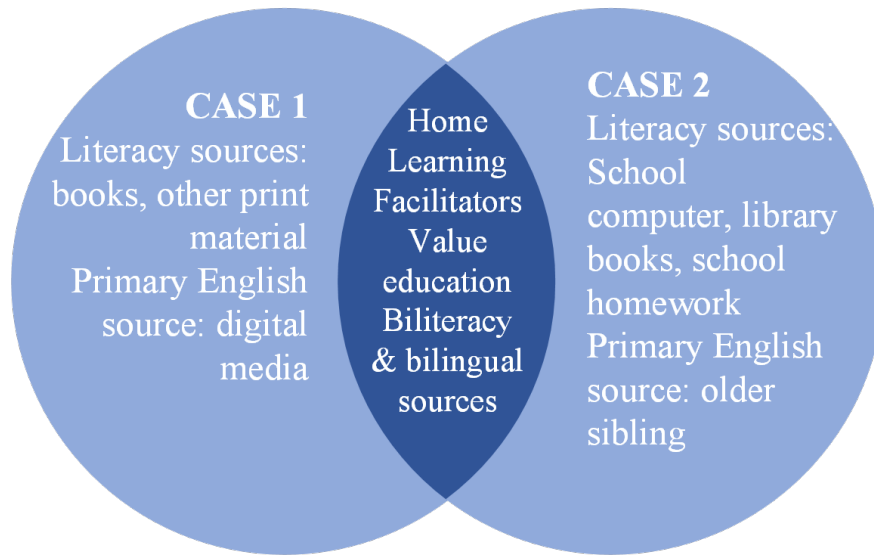 CASE 1
Literacy sources:
books, other print
material
Primary English
source: digital
media
Home
Learning
Facilitators
Value
education
Biliteracy
& bilingual
sources
CASE 2
Literacy sources:
School
computer, library
books, school
homework
Primary English
source: older
sibling